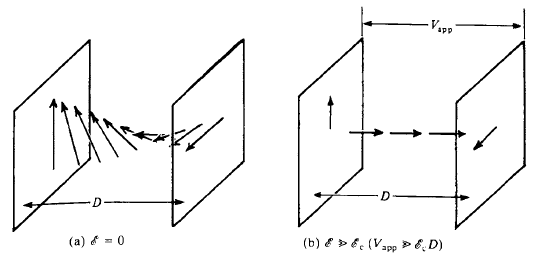 V_app
D
D
(a) ℰ = 0
(b) ℰ ≫ ℰ_c (V_app ≫ ℰ_c D)